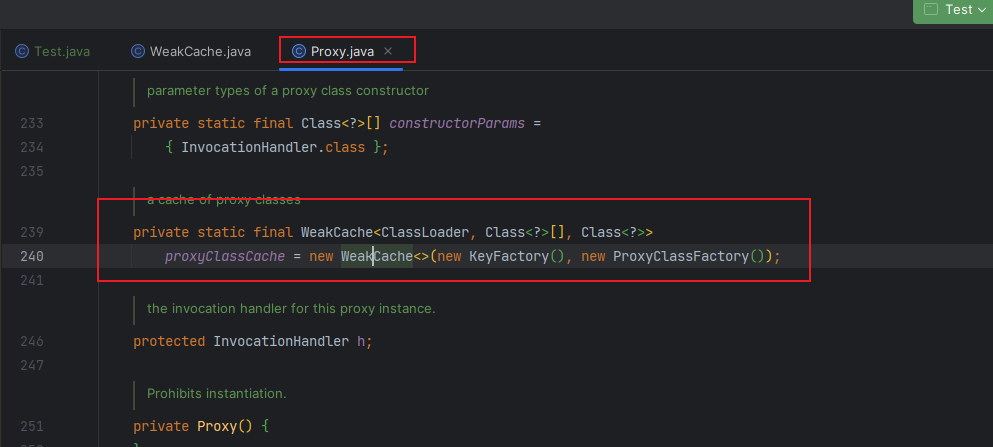 Test
Test.java WeakCache.java Proxy.java
parameter types of a proxy class constructor
233 private static final Class<?>[] constructorParams =
234 { InvocationHandler.class };
235
a cache of proxy classes
239 private static final WeakCache<ClassLoader, Class<?>[], Class<?>>
240 proxyClassCache = new WeakCache<>(new KeyFactory(), new ProxyClassFactory());
241
the invocation handler for this proxy instance.
246 protected InvocationHandler h;
247
Prohibits instantiation.
251 private Proxy() {